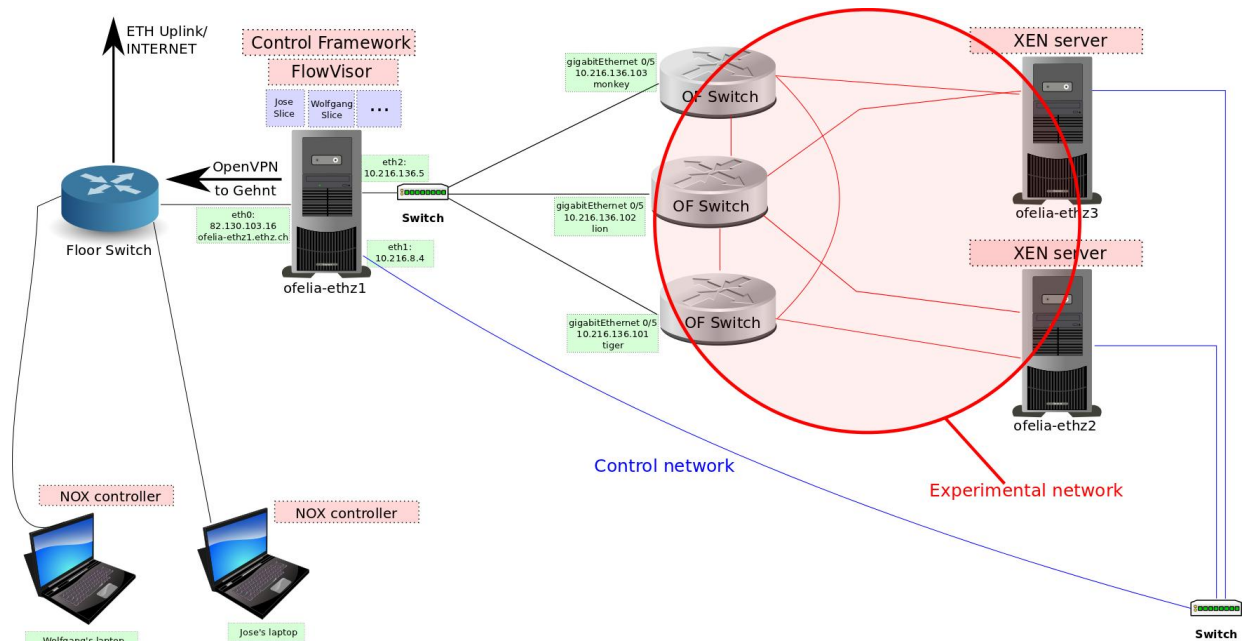 ETH Uplink/
INTERNET
Control Framework
FlowVisor
Jose
Slice
Wolfgang
Slice
...
OpenVPN
to Gehnt
eth0:
82.130.103.16
ofelia-ethz1.ethz.ch
Floor Switch
eth2:
10.216.136.5
eth1:
10.216.8.4
ofelia-ethz1
Switch
gigabitEthernet 0/5
10.216.136.103
monkey
OF Switch
gigabitEthernet 0/5
10.216.136.102
lion
OF Switch
gigabitEthernet 0/5
10.216.136.101
tiger
OF Switch
XEN server
ofelia-ethz3
XEN server
ofelia-ethz2
Control network
Experimental network
NOX controller
NOX controller
Wolfgang's laptop
Jose's laptop
Switch